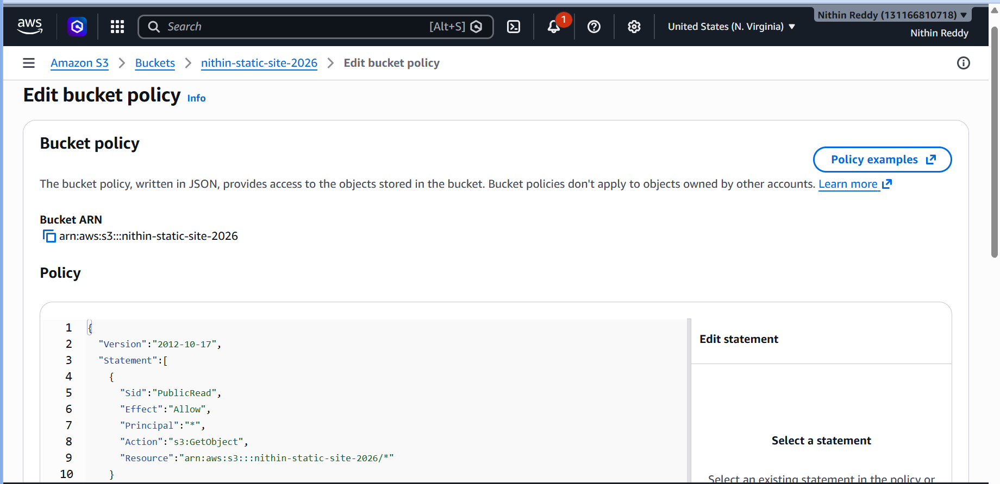 aws
Search [Alt+S]
1
United States (N. Virginia)
Nithin Reddy (131166810718)
Nithin Reddy
Amazon S3 > Buckets > nithin-static-site-2026 > Edit bucket policy
Edit bucket policy Info
Bucket policy
Policy examples
The bucket policy, written in JSON, provides access to the objects stored in the bucket. Bucket policies don't apply to objects owned by other accounts. Learn more
Bucket ARN
arn:aws:s3:::nithin-static-site-2026
Policy
1 {
2 "Version":"2012-10-17",
3 "Statement":[
4 {
5 "Sid":"PublicRead",
6 "Effect":"Allow",
7 "Principal":"*",
8 "Action":"s3:GetObject",
9 "Resource":"arn:aws:s3:::nithin-static-site-2026/*"
10 }
Edit statement
Select a statement
Select an existing statement in the policy or